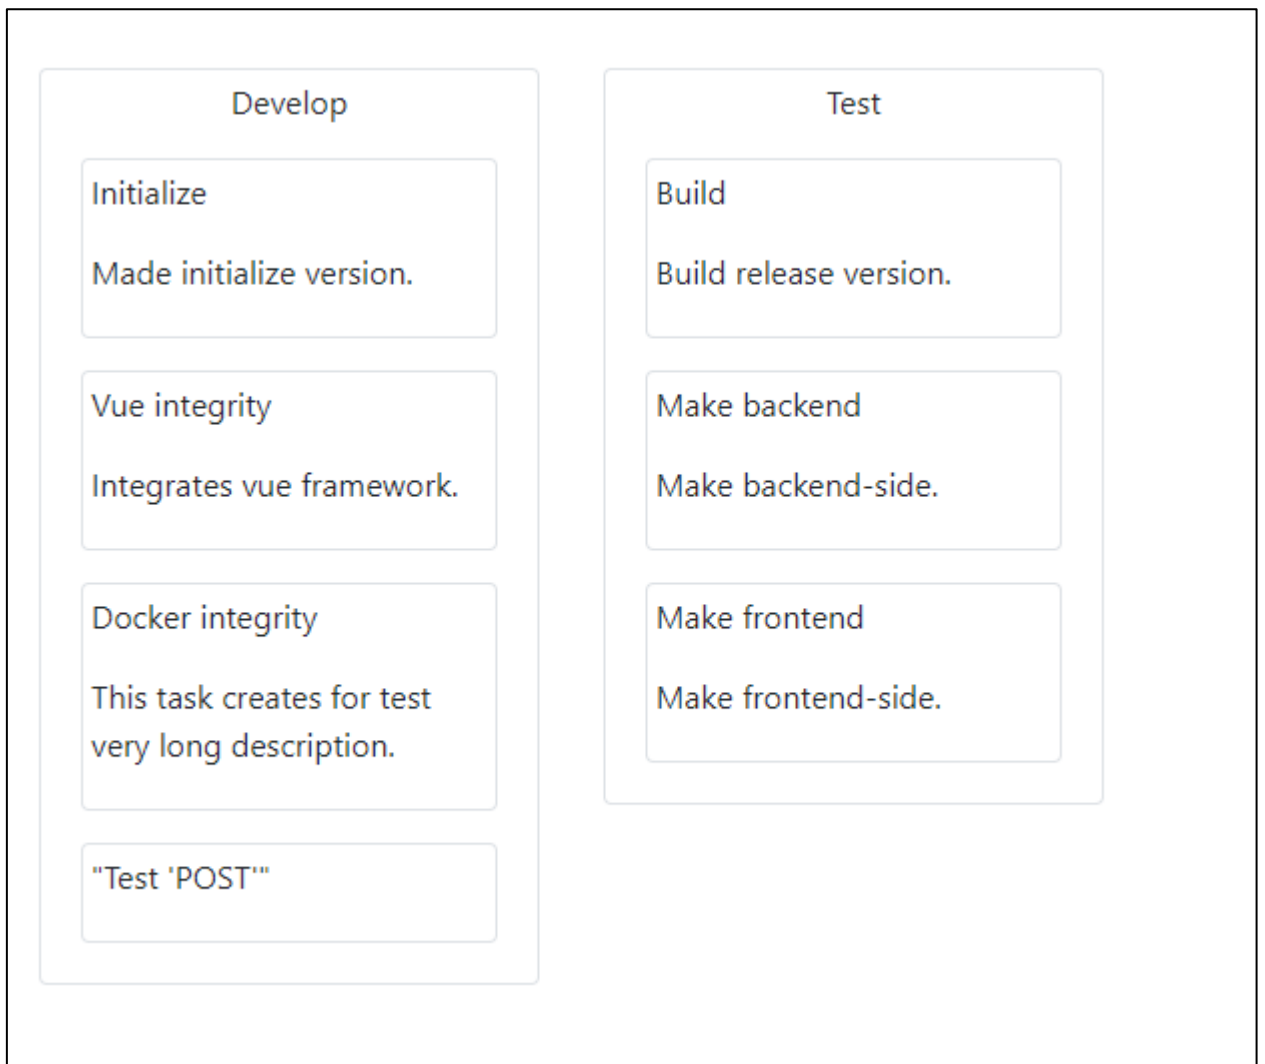 Develop
Initialize
Made initialize version.
Vue integrity
Integrates vue framework.
Docker integrity
This task creates for test
very long description.
"Test 'POST'"
Test
Build
Build release version.
Make backend
Make backend-side.
Make frontend
Make frontend-side.